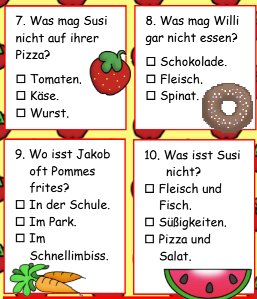 7. Was mag Susi
nicht auf ihrer
Pizza?
☐ Tomaten.
☐ Käse.
☐ Wurst.
8. Was mag Willi
gar nicht essen?
☐ Schokolade.
☐ Fleisch.
☐ Spinat.
9. Wo isst Jakob
oft Pommes
frites?
☐ In der Schule.
☐ Im Park.
☐ Im
Schnellimbiss.
10. Was isst Susi
nicht?
☐ Fleisch und
Fisch.
☐ Süßigkeiten.
☐ Pizza und
Salat.